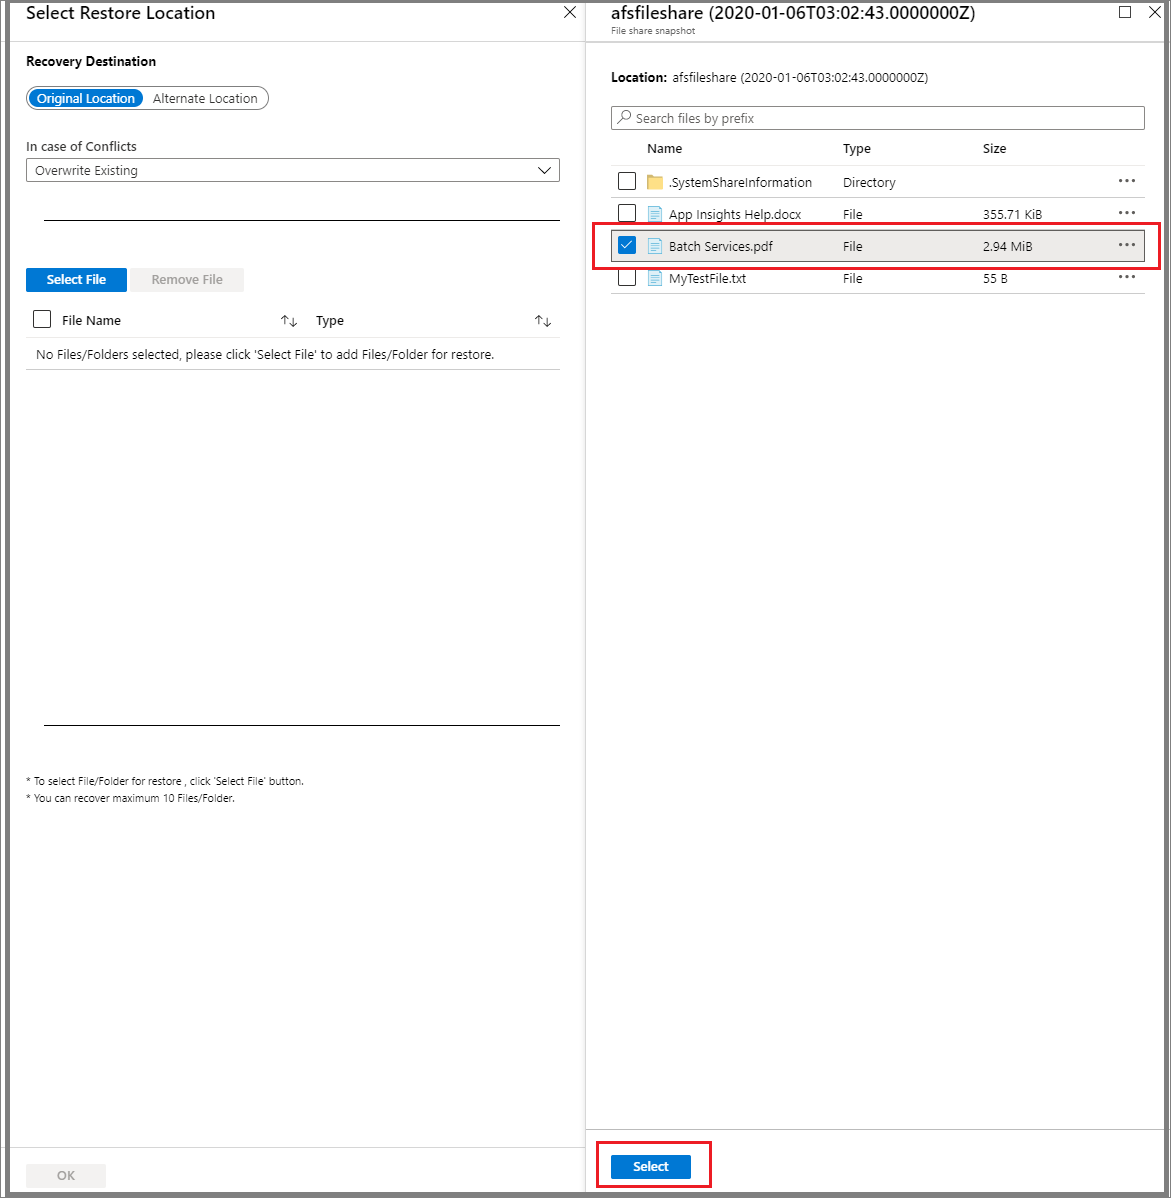 Select Restore Location
Recovery Destination
Original Location Alternate Location
In case of Conflicts
Overwrite Existing
Select File Remove File
File Name Type
No Files/Folders selected, please click 'Select File' to add Files/Folder for restore.
* To select File/Folder for restore , click 'Select File' button.
* You can recover maximum 10 Files/Folder.
OK
afsfileshare (2020-01-06T03:02:43.0000000Z)
File share snapshot
Location: afsfileshare (2020-01-06T03:02:43.0000000Z)
Search files by prefix
Name Type Size
.SystemShareInformation Directory
App Insights Help.docx File 355.71 KiB
Batch Services.pdf File 2.94 MiB
MyTestFile.txt File 55 B
Select